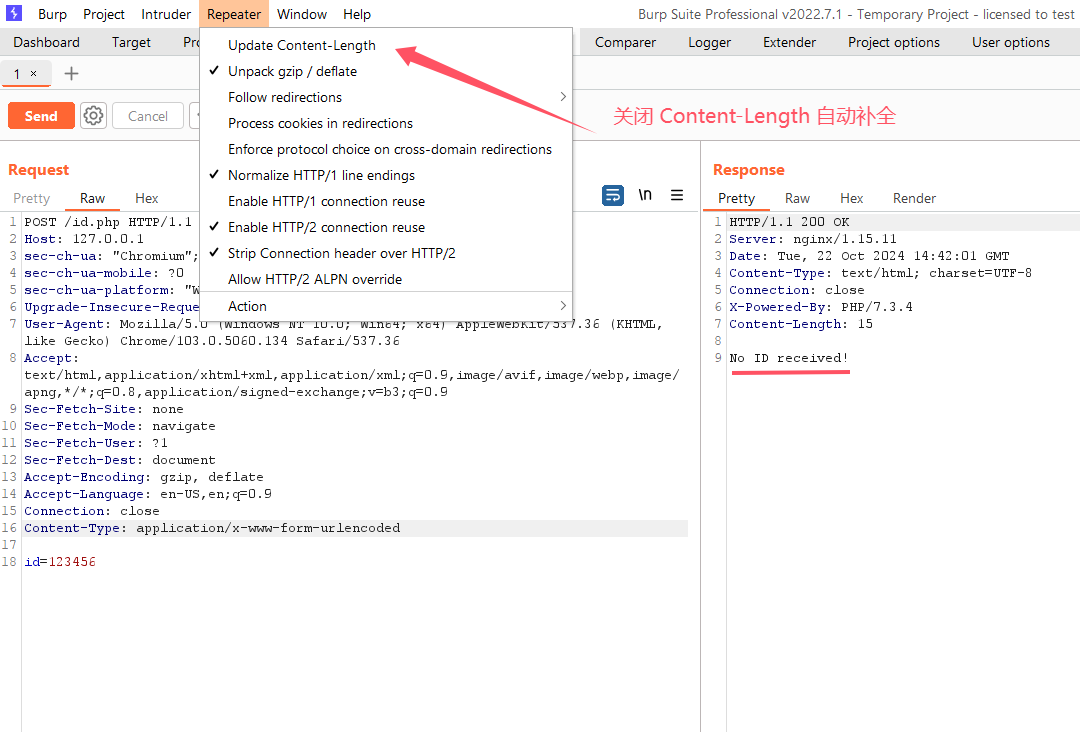 Burp Project Intruder Repeater Window Help Burp Suite Professional v2022.7.1 - Temporary Project - licensed to test
Dashboard Target Pro Comparer Logger Extender Project options User options
1 × +
Send Cancel <
Update Content-Length
✓ Unpack gzip / deflate
Follow redirections >
Process cookies in redirections
Enforce protocol choice on cross-domain redirections
✓ Normalize HTTP/1 line endings
Enable HTTP/1 connection reuse
✓ Enable HTTP/2 connection reuse
✓ Strip Connection header over HTTP/2
Allow HTTP/2 ALPN override
Action >
关闭 Content-Length 自动补全
Request
Pretty Raw Hex
\n
1 POST /id.php HTTP/1.1
2 Host: 127.0.0.1
3 sec-ch-ua: "Chromium";
4 sec-ch-ua-mobile: ?0
5 sec-ch-ua-platform: "W
6 Upgrade-Insecure-Reque
7 User-Agent: Mozilla/5.0 (Windows NT 10.0; Win64; x64) AppleWebKit/537.36 (KHTML,
like Gecko) Chrome/103.0.5060.134 Safari/537.36
8 Accept:
text/html,application/xhtml+xml,application/xml;q=0.9,image/avif,image/webp,image/
apng,*/*;q=0.8,application/signed-exchange;v=b3;q=0.9
9 Sec-Fetch-Site: none
10 Sec-Fetch-Mode: navigate
11 Sec-Fetch-User: ?1
12 Sec-Fetch-Dest: document
13 Accept-Encoding: gzip, deflate
14 Accept-Language: en-US,en;q=0.9
15 Connection: close
16 Content-Type: application/x-www-form-urlencoded
17
18 id=123456
Response
Pretty Raw Hex Render
1 HTTP/1.1 200 OK
2 Server: nginx/1.15.11
3 Date: Tue, 22 Oct 2024 14:42:01 GMT
4 Content-Type: text/html; charset=UTF-8
5 Connection: close
6 X-Powered-By: PHP/7.3.4
7 Content-Length: 15
8
9 No ID received!